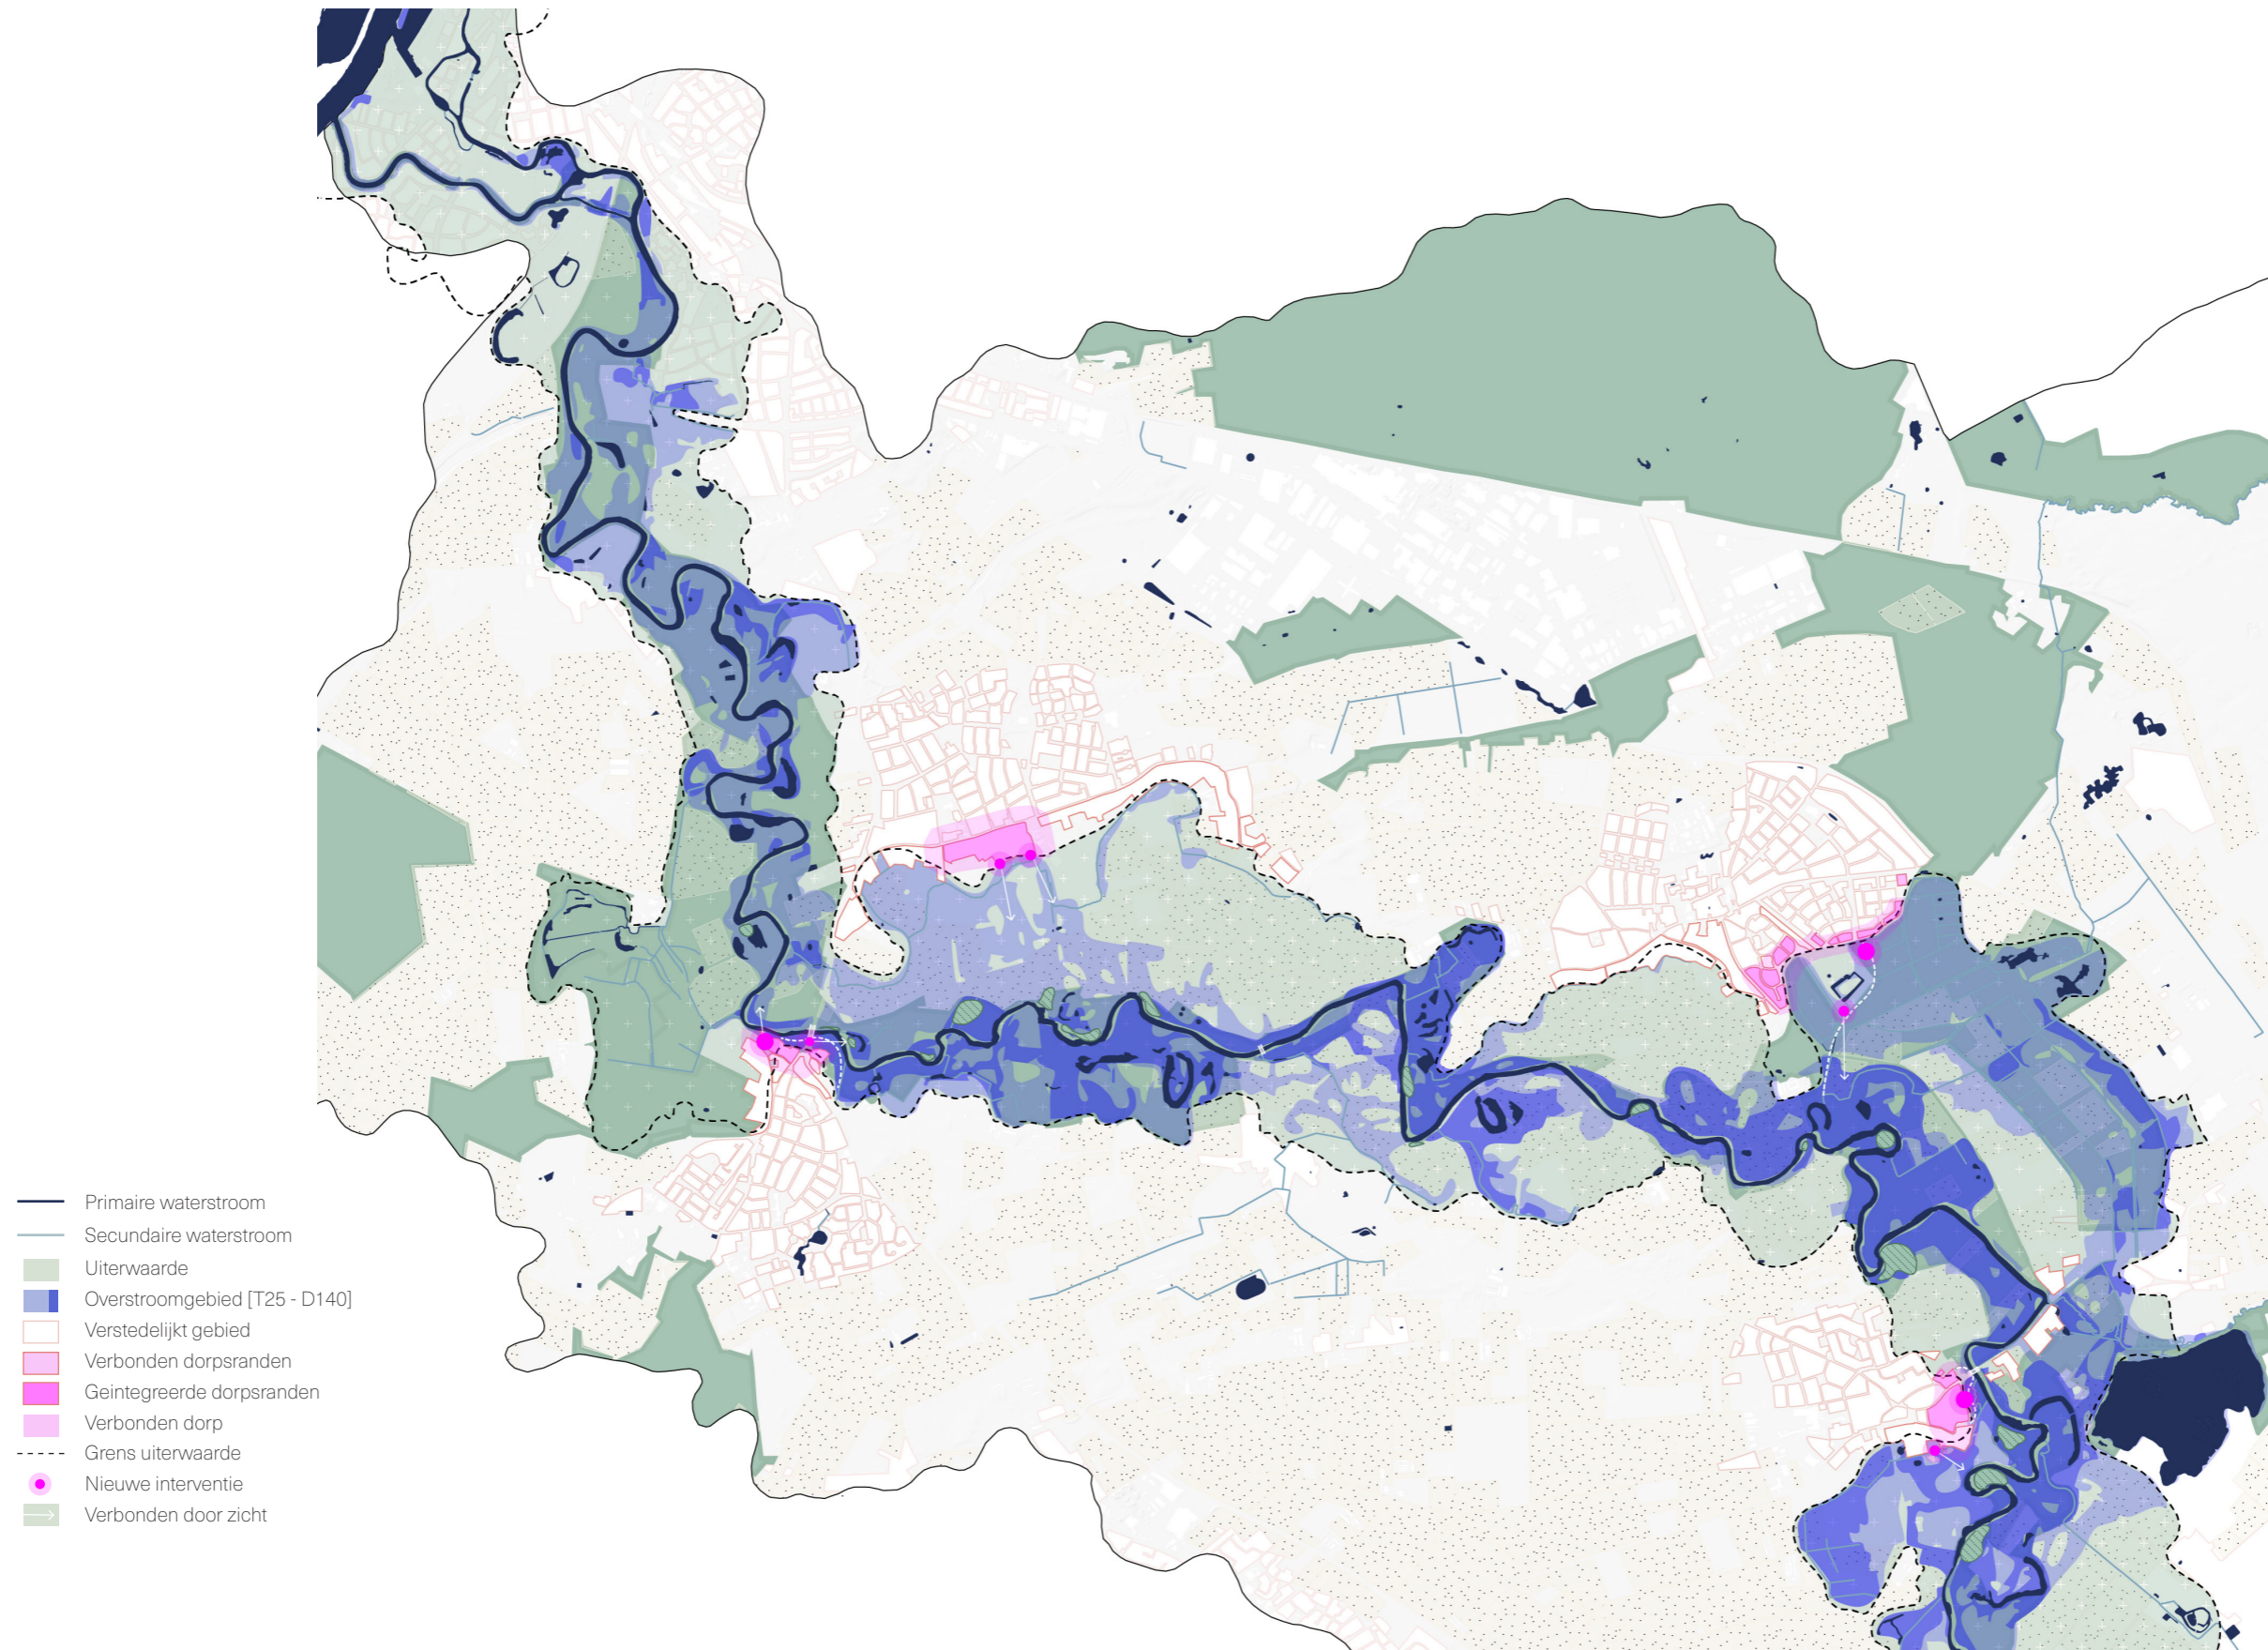 Primaire waterstroom
Secundaire waterstroom
Uiterwaarde
Overstroomgebied [T25 - D140]
Verstedelijkt gebied
Verbonden dorpsranden
Geintegreerde dorpsranden
Verbonden dorp
Grens uiterwaarde
Nieuwe interventie
Verbonden door zicht